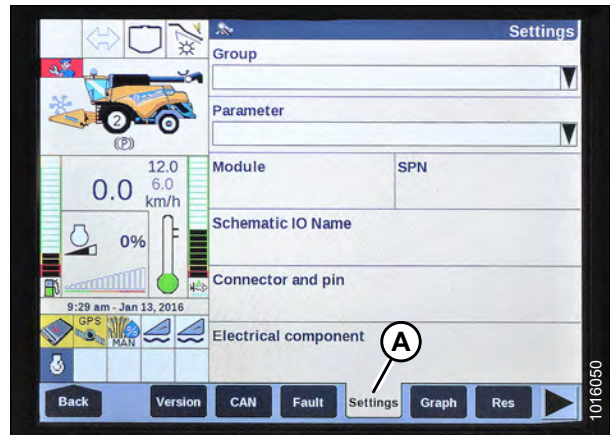 Settings
Group
Parameter
2
(P)
12.0
0.0 6.0
km/h
Module SPN
0%
Schematic IO Name
Connector and pin
9:29 am - Jan 13, 2016
GPS
%
MAN
Electrical component
A
Back Version CAN Fault Settings Graph Res
1016050